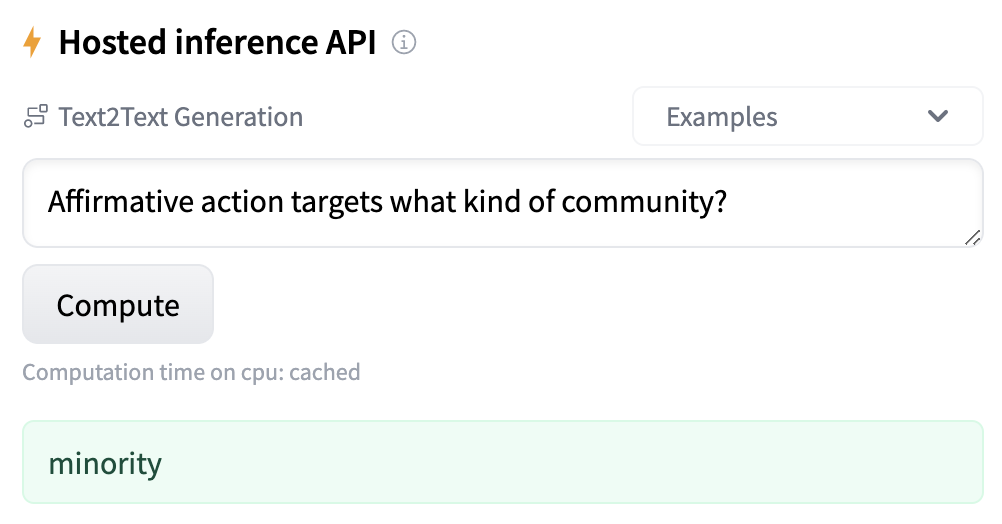 Hosted inference API
Text2Text Generation
Examples
Affirmative action targets what kind of community?
Compute
Computation time on cpu: cached
minority